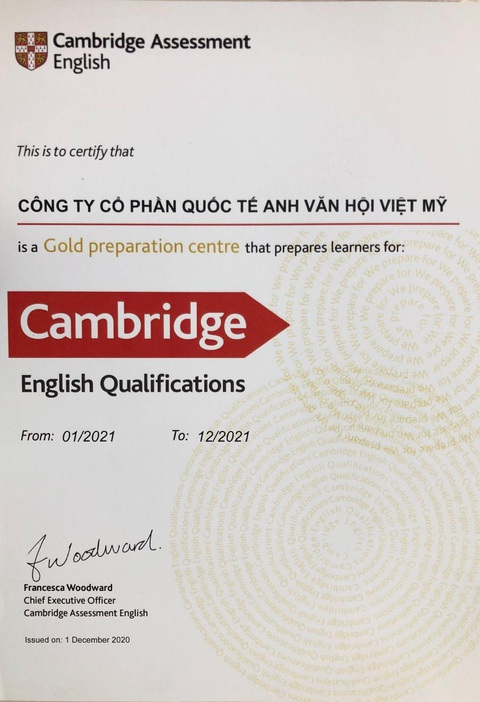 Cambridge Assessment
English
This is to certify that
CÔNG TY CỔ PHẦN QUỐC TẾ ANH VĂN HỘI VIỆT MỸ
is a Gold preparation centre that prepares learners for:
Cambridge
English Qualifications
From: 01/2021 To: 12/2021
F Woodward.
Francesca Woodward
Chief Executive Officer
Cambridge Assessment English
Issued on: 1 December 2020